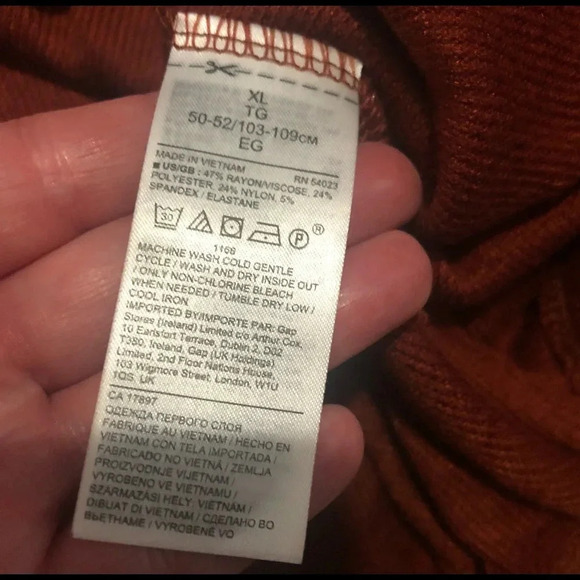 XL
TG
50-52/103-109CM
EG
MADE IN VIETNAM RN 54023
■ US/GB : 47% RAYON/VISCOSE, 24%
POLYESTER, 24% NYLON, 5%
SPANDEX / ELASTANE
30 P ®
1168
MACHINE WASH COLD GENTLE
CYCLE / WASH AND DRY INSIDE OUT
/ ONLY NON-CHLORINE BLEACH
WHEN NEEDED / TUMBLE DRY LOW /
COOL IRON
IMPORTED BY/IMPORTE PAR: Gap
Stores (Ireland) Limited c/o Arthur Cox,
10 Earlsfort Terrace, Dublin 2, D02
T380, Ireland, Gap (UK Holdings)
Limited, 2nd Floor Nations House,
103 Wigmore Street, London, W1U
1QS, UK
CA 17897
ОДЕЖДА ПЕРВОГО СЛОЯ
FABRIQUE AU VIETNAM / HECHO EN
VIETNAM CON TELA IMPORTADA /
FABRICADO NO VIETNÃ / ZEMLJA
PROIZVODNJE VIJETNAM /
VYROBENO VE VIETNAMU /
SZÁRMAZÁSI HELY: VIETNÁM /
DIBUAT DI VIETNAM / СДЕЛАНО ВО
ВЬЕТНАМЕ / VYROBENÉ VO